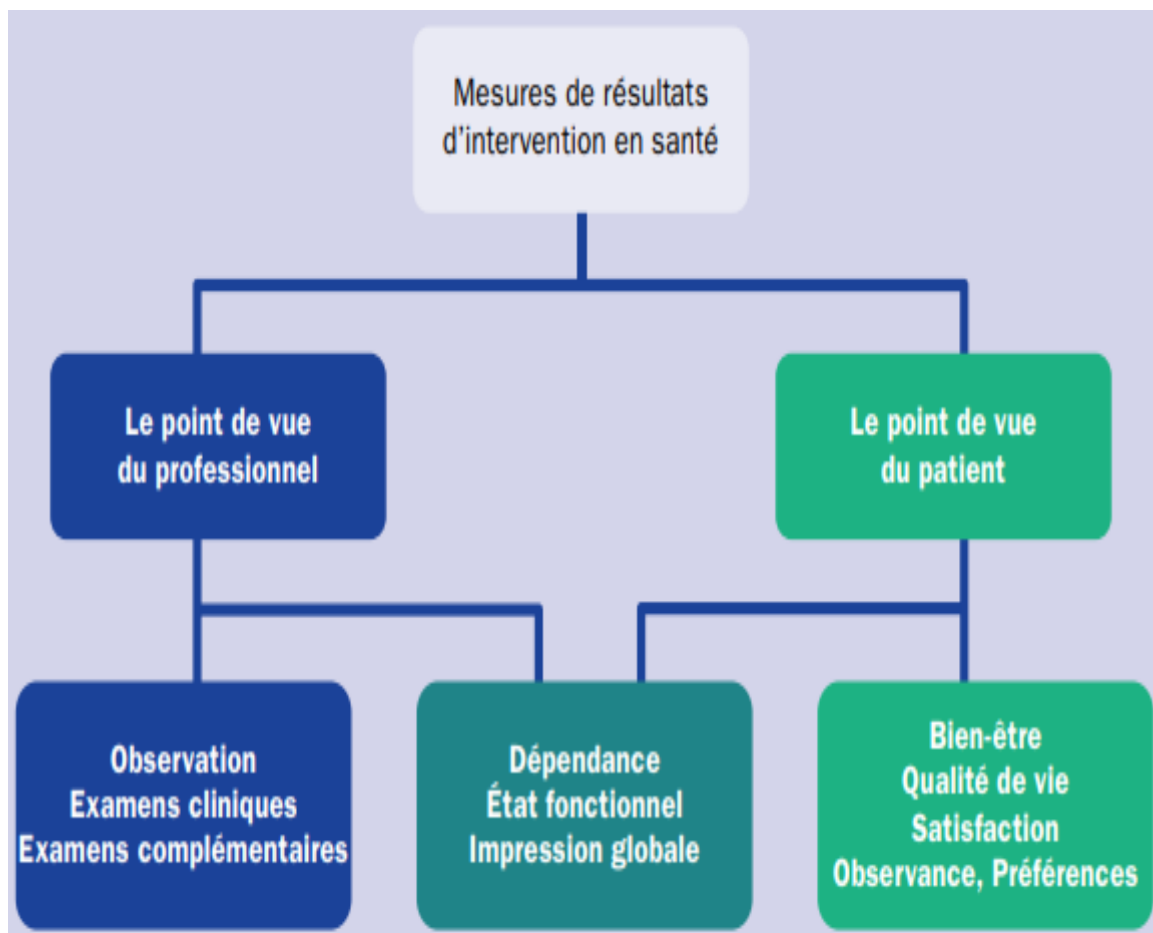 Mesures de résultats
d'intervention en santé
Le point de vue
du professionnel
Le point de vue
du patient
Observation
Examens cliniques
Examens complémentaires
Dépendance
État fonctionnel
Impression globale
Bien-être
Qualité de vie
Satisfaction
Observance, Préférences